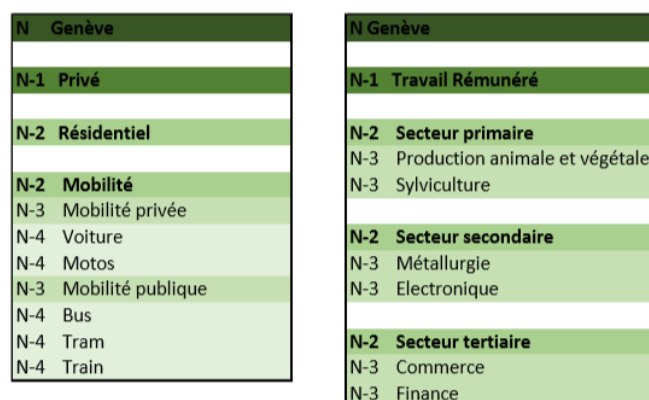 N Genève
N-1 Privé
N-2 Résidentiel
N-2 Mobilité
N-3 Mobilité privée
N-4 Voiture
N-4 Motos
N-3 Mobilité publique
N-4 Bus
N-4 Tram
N-4 Train
N Genève
N-1 Travail Rémunéré
N-2 Secteur primaire
N-3 Production animale et végétale
N-3 Sylviculture
N-2 Secteur secondaire
N-3 Métallurgie
N-3 Electronique
N-2 Secteur tertiaire
N-3 Commerce
N-3 Finance